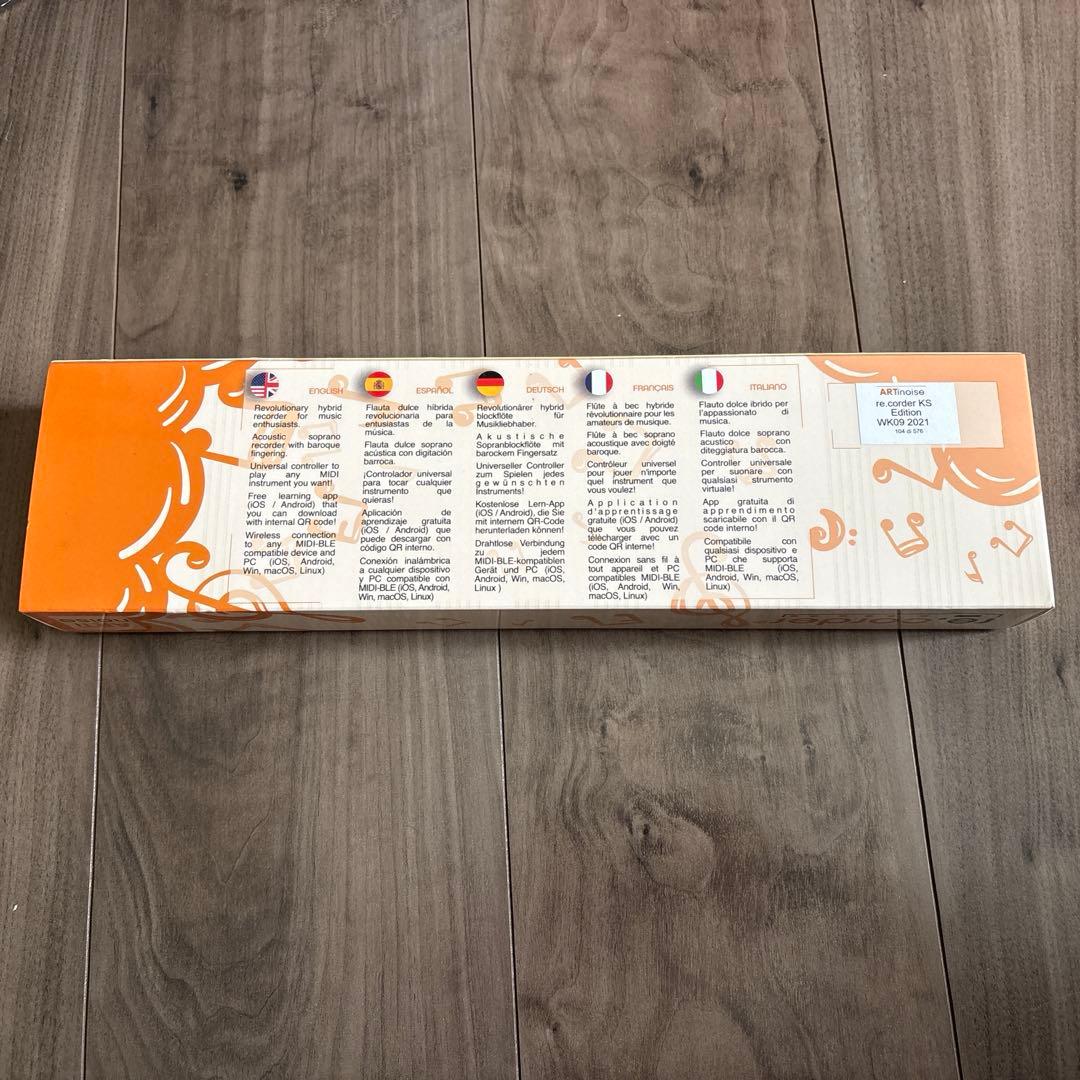 ENGLISH
Revolutionary hybrid
recorder for music
enthusiasts.
Acoustic soprano
recorder with baroque
fingering.
Universal controller to
play any MIDI
instrument you want!
Free learning app
(iOS / Android) that
you can download
with internal QR code!
Wireless connection
to any MIDI-BLE
compatible device and
PC (iOS, Android,
Win, macOS, Linux)
ESPAÑOL
Flauta dulce híbrida
revolucionaria para
entusiastas de la
música.
Flauta dulce soprano
acústica con digitación
barroca.
¡Controlador universal
para tocar cualquier
instrumento que
quieras!
Aplicación de
aprendizaje gratuita
(iOS / Android) que
puede descargar con
código QR interno.
Conexión inalámbrica
a cualquier dispositivo
y PC compatible con
MIDI-BLE (iOS, Android,
Win, macOS, Linux)
DEUTSCH
Revolutionärer hybrid
blockflöte für
Musikliebhaber.
Akustische
Sopranblockflöte mit
barockem Fingersatz
Universeller Controller
zum Spielen jedes
gewünschten
Instruments!
Kostenlose Lern-App
(iOS / Android), die Sie
mit internem QR-Code
herunterladen können!
Drahtlose Verbindung
zu jedem
MIDI-BLE-kompatiblen
Gerät und PC (iOS,
Android, Win, macOS,
Linux )
FRANÇAIS
Flûte à bec hybride
révolutionnaire pour les
amateurs de musique.
Flûte à bec soprano
acoustique avec doigté
baroque.
Contrôleur universel
pour jouer n'importe
quel instrument que
vous voulez!
Application
d'apprentissage
gratuite (iOS / Android)
que vous pouvez
télécharger avec un
code QR interne!
Connexion sans fil à
tout appareil et PC
compatibles MIDI-BLE
(iOS, Android, Win,
macOS, Linux)
ITALIANO
Flauto dolce ibrido per
l'appassionato di
musica.
Flauto dolce soprano
acustico con
diteggiatura barocca.
Controller universale
per suonare con
qualsiasi strumento
virtuale!
App gratuita di
apprendimento
scaricabile con il QR
code interno!
Compatibile con
qualsiasi dispositivo e
PC che supporta
MIDI-BLE (iOS,
Android, Win, macOS,
Linux)
ARTinoise
re.corder KS
Edition
WK09 2021
104 di 576
re.corder